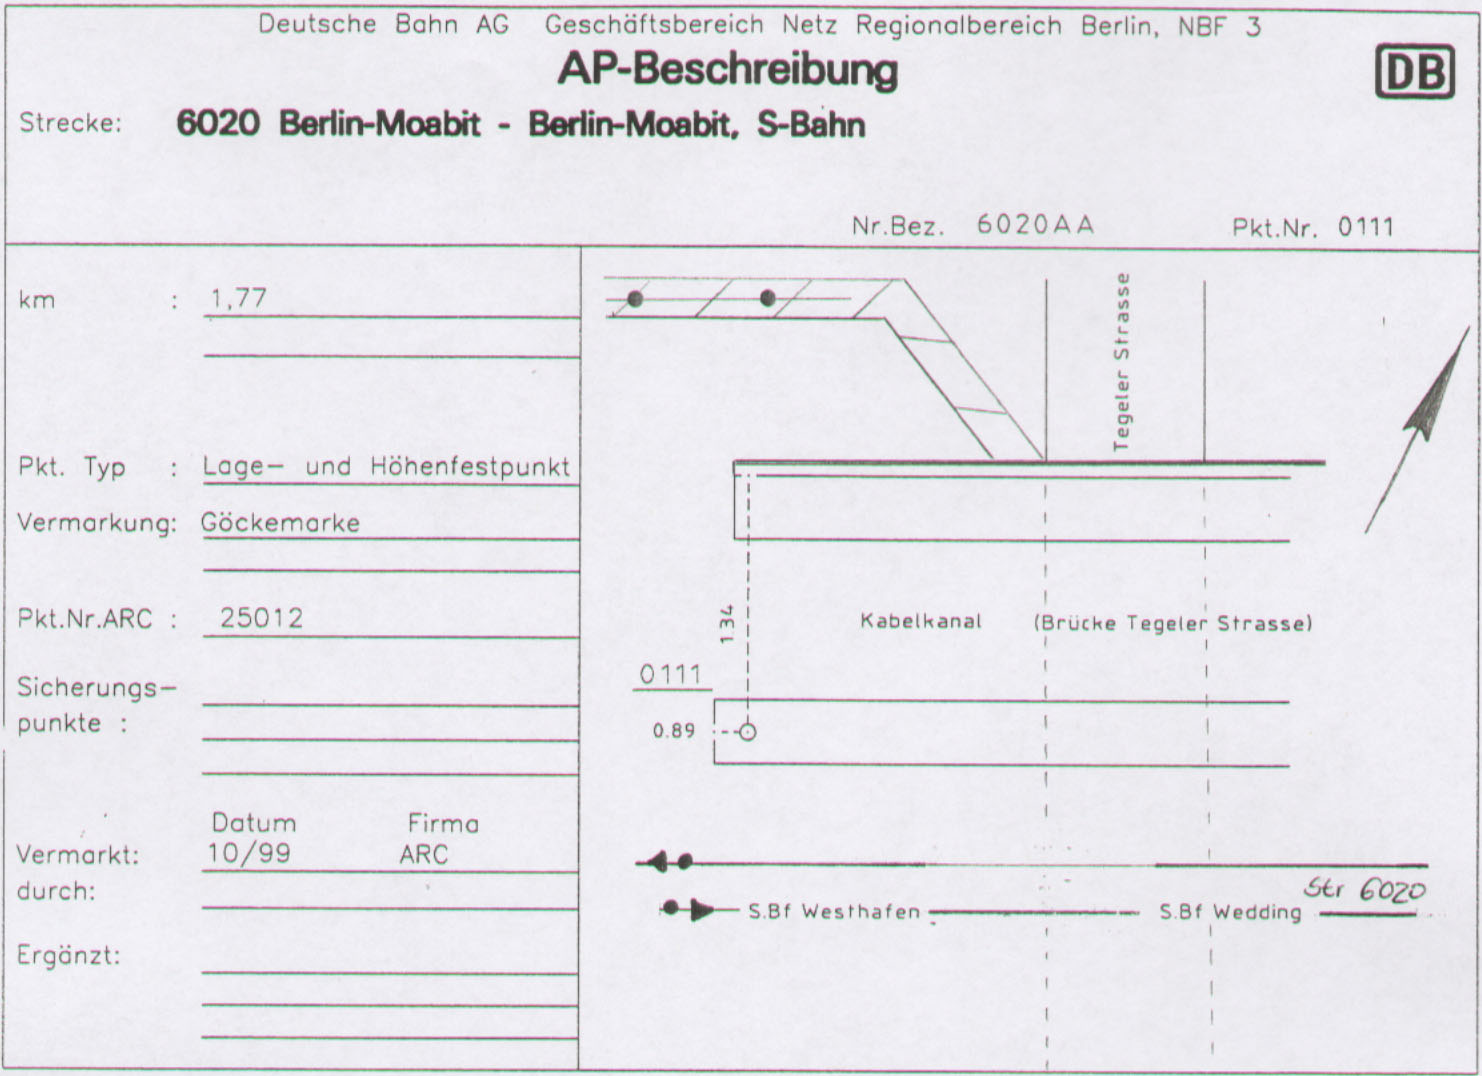 Deutsche Bahn AG Geschäftsbereich Netz Regionalbereich Berlin, NBF 3
AP-Beschreibung
DB
Strecke: 6020 Berlin-Moabit - Berlin-Moabit, S-Bahn
Nr.Bez. 6020AA Pkt.Nr. 0111
km : 1,77
Pkt. Typ : Lage- und Höhenfestpunkt
Vermarkung: Göckemarke
Pkt.Nr.ARC : 25012
Sicherungs-
punkte :
Datum Firma
Vermarkt: 10/99 ARC
durch:
Ergänzt:
Tegeler Strasse
1.34
Kabelkanal (Brücke Tegeler Strasse)
0111
0.89
Str 6020
S.Bf Westhafen S.Bf Wedding